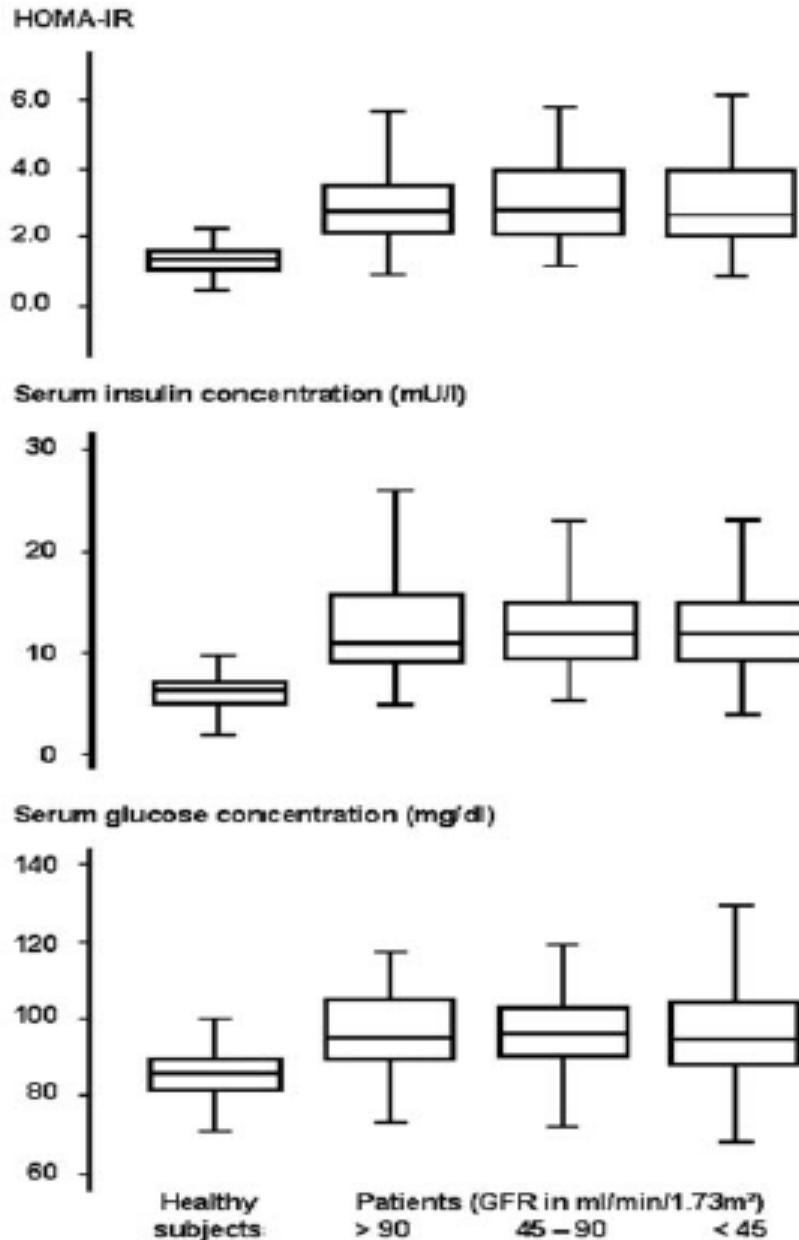 HOMA-IR
6.0
4.0
2.0
0.0
Serum insulin concentration (mU/l)
30
20
10
0
Serum glucose concentration (mg/dl)
140
120
100
80
60
Healthy subjects
Patients (GFR in ml/min/1.73m²)
> 90 45 – 90 < 45